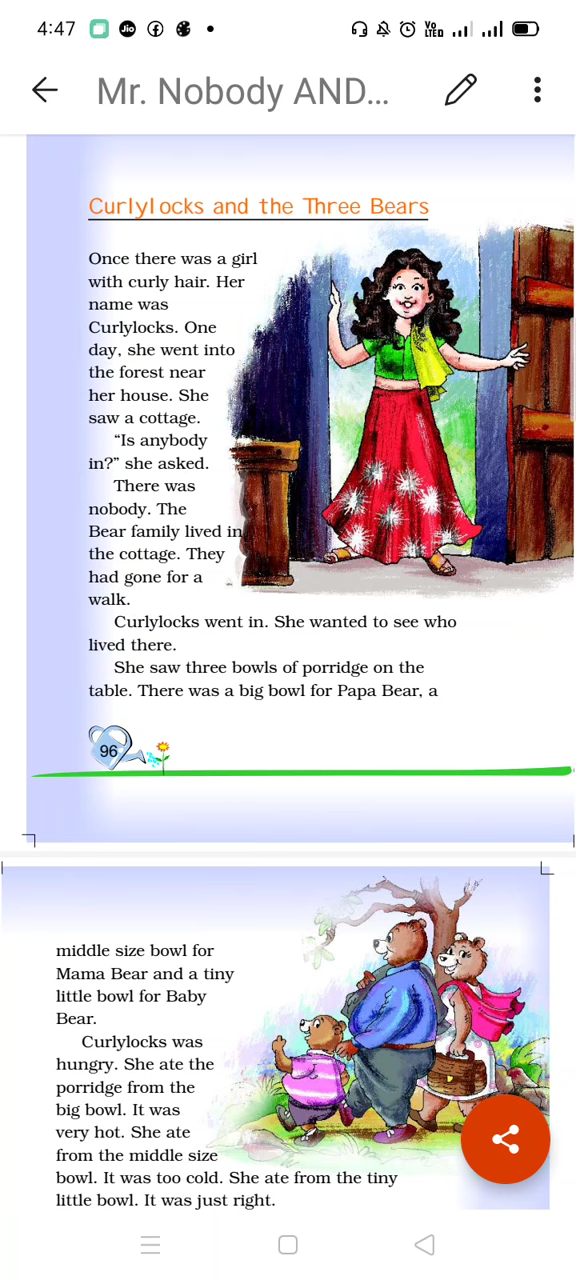 4:47
Jio
Vo
LTED
Mr. Nobody AND...
Curlylocks and the Three Bears
Once there was a girl
with curly hair. Her
name was
Curlylocks. One
day, she went into
the forest near
her house. She
saw a cottage.
“Is anybody
in?” she asked.
There was
nobody. The
Bear family lived in
the cottage. They
had gone for a
walk.
Curlylocks went in. She wanted to see who
lived there.
She saw three bowls of porridge on the
table. There was a big bowl for Papa Bear, a
96
middle size bowl for
Mama Bear and a tiny
little bowl for Baby
Bear.
Curlylocks was
hungry. She ate the
porridge from the
big bowl. It was
very hot. She ate
from the middle size
bowl. It was too cold. She ate from the tiny
little bowl. It was just right.